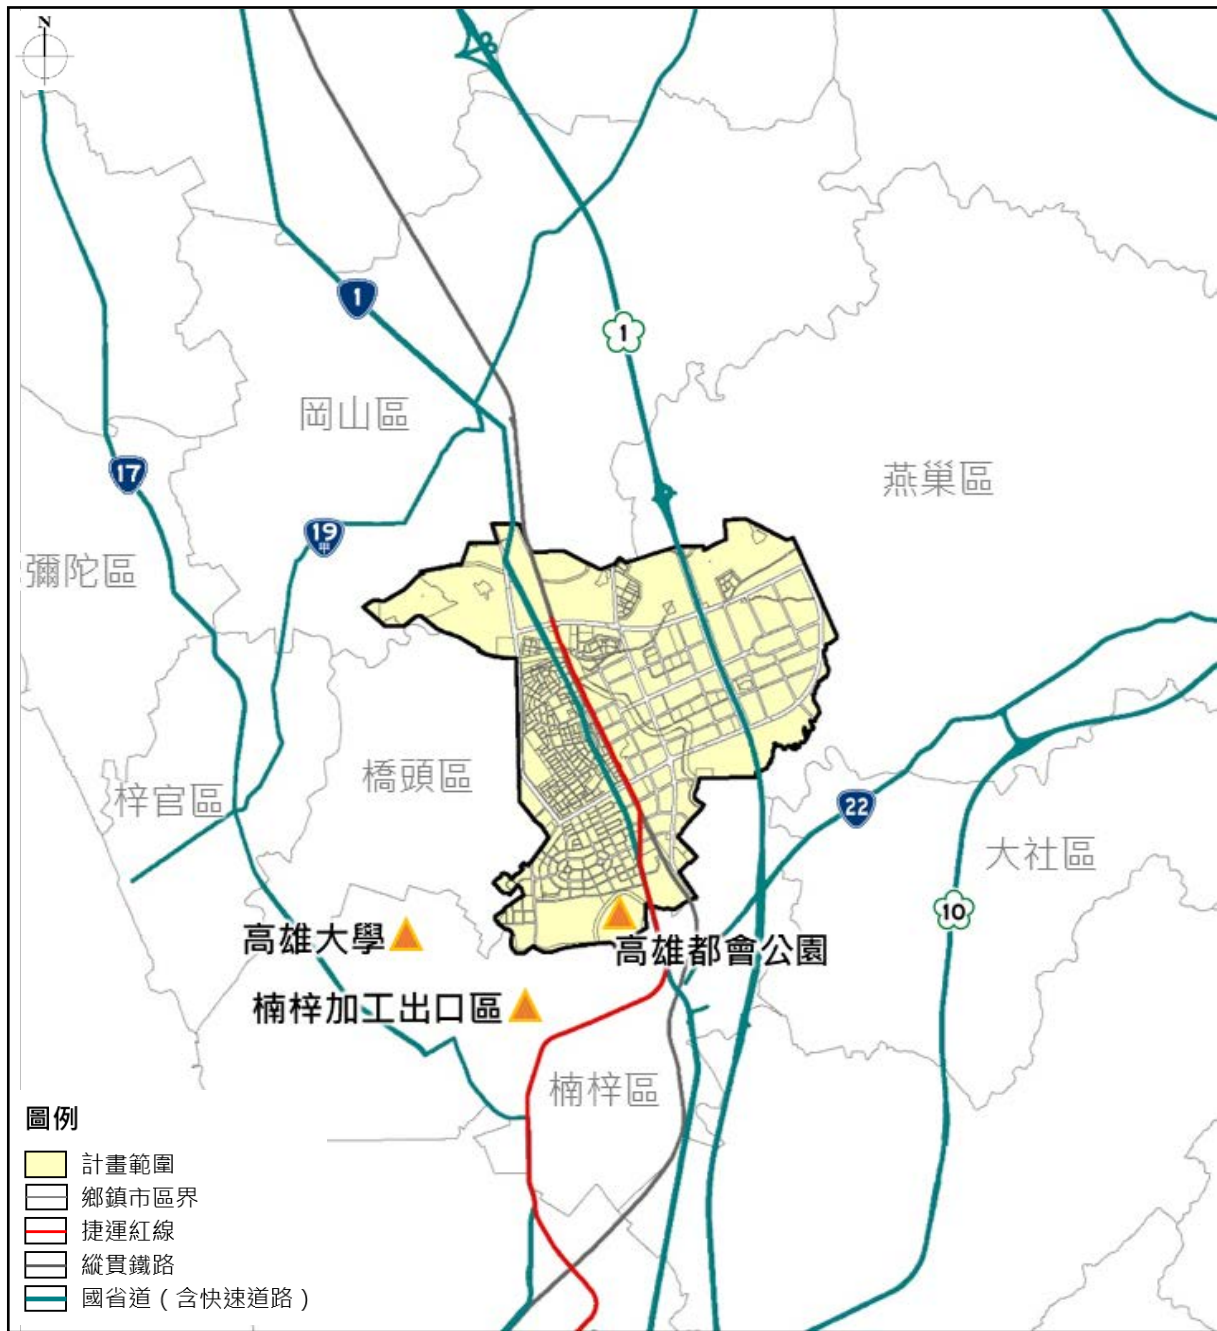 N
8
1
1
岡山區
燕巢區
17
19
甲
彌陀區
橋頭區
梓官區
22
大社區
10
高雄大學
高雄都會公園
楠梓加工出口區
楠梓區
圖例
計畫範圍
鄉鎮市區界
捷運紅線
縱貫鐵路
國省道(含快速道路)